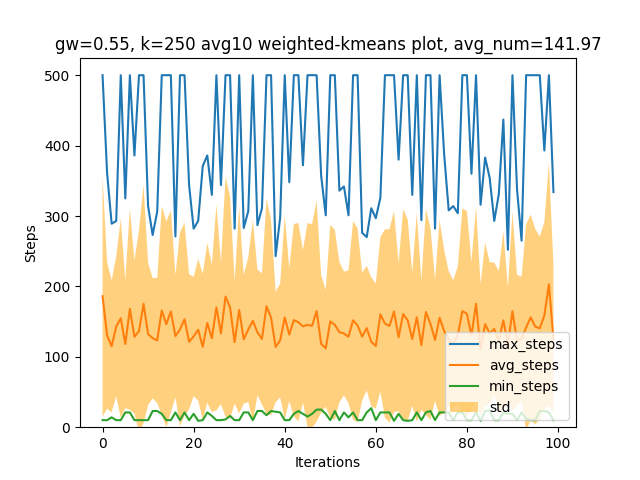 gw=0.55, k=250 avg10 weighted-kmeans plot, avg_num=141.97
500
400
300
200
100
0
Steps
max_steps
avg_steps
min_steps
std
0
20
40
60
80
100
Iterations